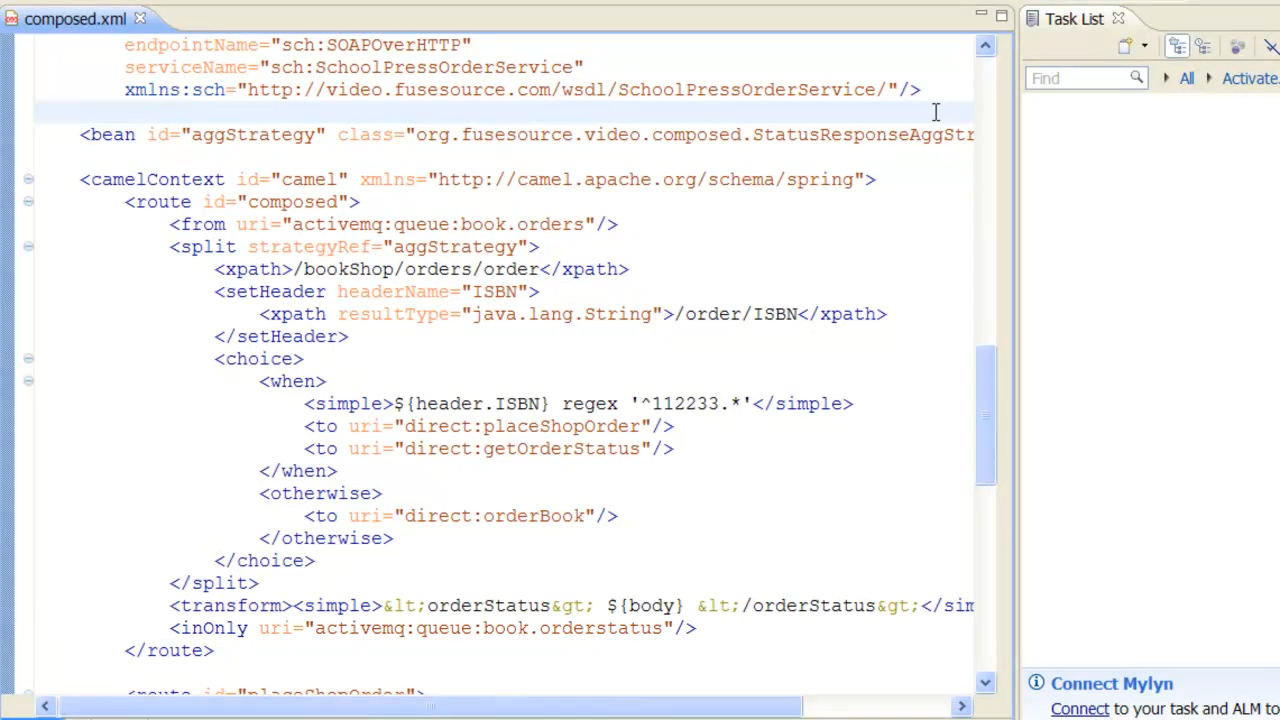 composed.xml
Task List
endpointName="sch:SOAPOverHTTP"
serviceName="sch:SchoolPressOrderService"
xmlns:sch="http://video.fusesource.com/wsdl/SchoolPressOrderService/"/>
<bean id="aggStrategy" class="org.fusesource.video.composed.StatusResponseAggStr
<camelContext id="camel" xmlns="http://camel.apache.org/schema/spring">
<route id="composed">
<from uri="activemq:queue:book.orders"/>
<split strategyRef="aggStrategy">
<xpath>/bookShop/orders/order</xpath>
<setHeader headerName="ISBN">
<xpath resultType="java.lang.String">/order/ISBN</xpath>
</setHeader>
<choice>
<when>
<simple>${header.ISBN} regex '^112233.*'</simple>
<to uri="direct:placeShopOrder"/>
<to uri="direct:getOrderStatus"/>
</when>
<otherwise>
<to uri="direct:orderBook"/>
</otherwise>
</choice>
</split>
<transform><simple>&lt;orderStatus&gt; ${body} &lt;/orderStatus&gt;</sim
<inOnly uri="activemq:queue:book.orderstatus"/>
</route>
<route id="placeShopOrder">
Find
All
Activate
Connect Mylyn
Connect to your task and ALM to